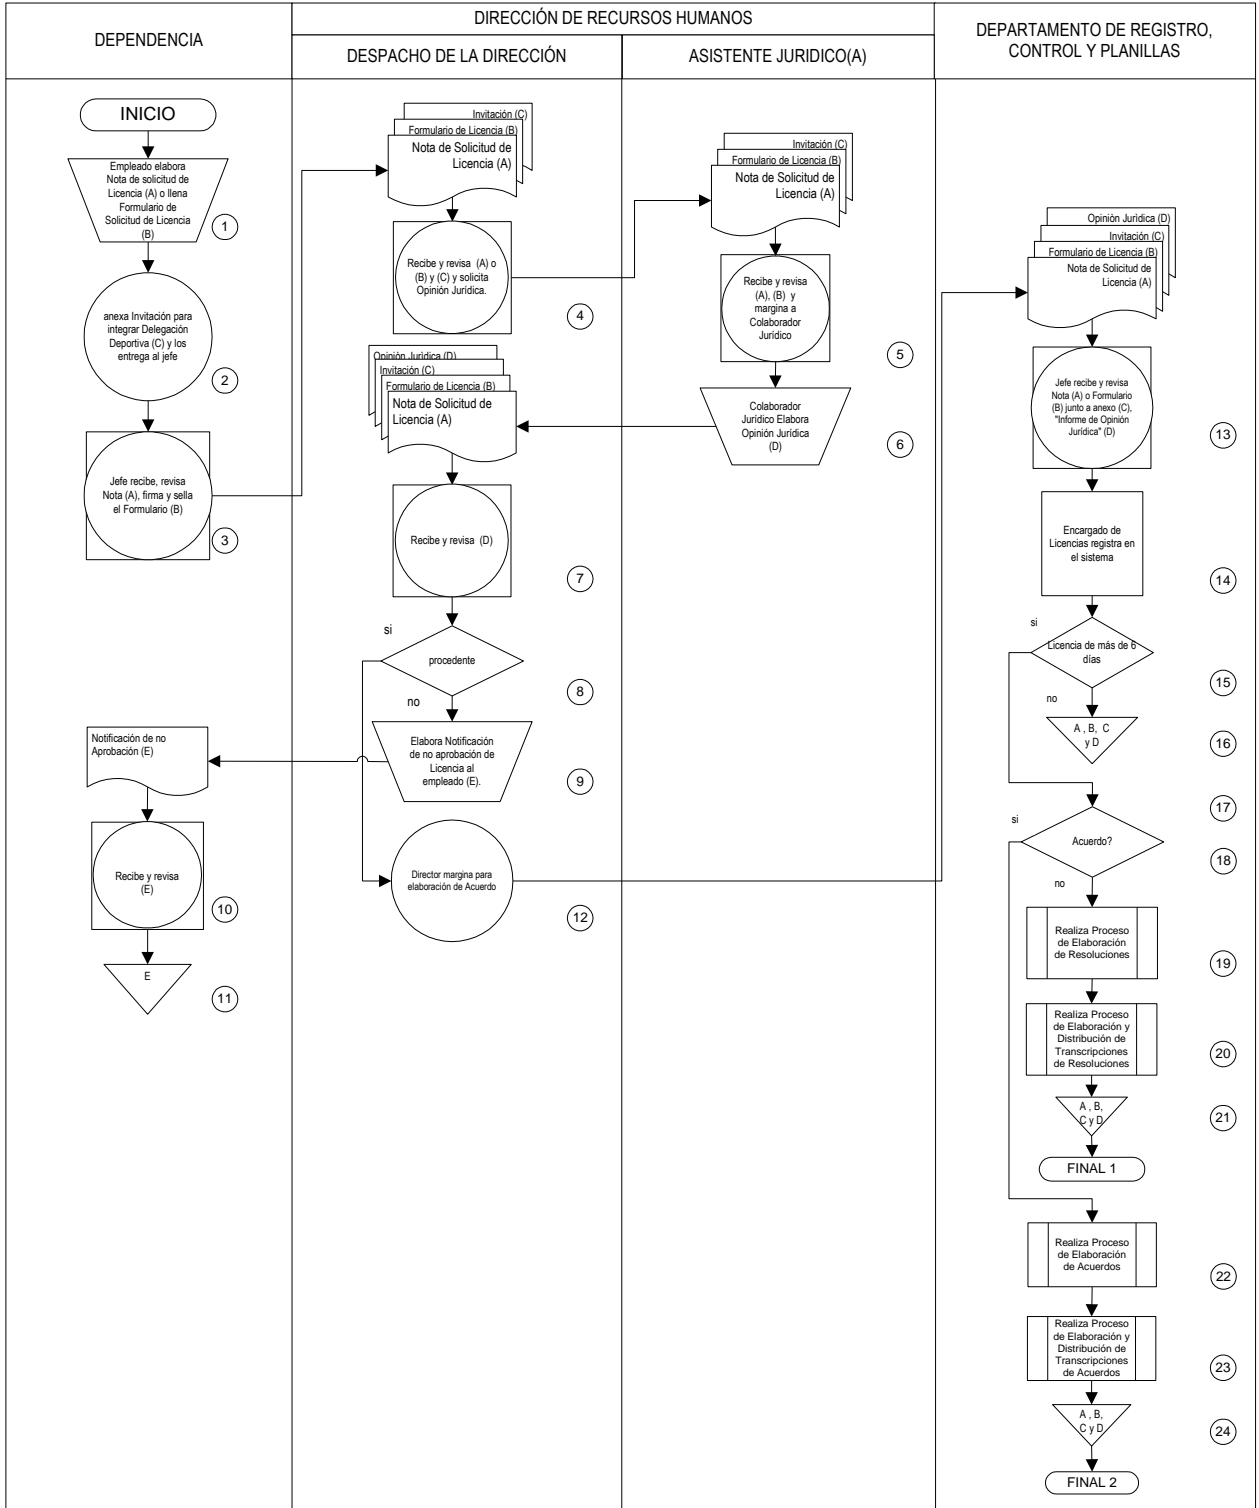 DIRECCIÓN DE RECURSOS HUMANOS
DEPENDENCIA
DESPACHO DE LA DIRECCIÓN
ASISTENTE JURIDICO(A)
DEPARTAMENTO DE REGISTRO,
CONTROL Y PLANILLAS
INICIO
Empleado elabora
Nota de solicitud de
Licencia (A) o llena
Formulario de
Solicitud de Licencia
(B)
1
anexa Invitación para
integrar Delegación
Deportiva (C) y los
entrega al jefe
2
Jefe recibe, revisa
Nota (A), firma y sella
el Formulario (B)
3
Notificación de no
Aprobación (E)
Recibe y revisa
(E)
10
E
11
Invitación (C)
Formulario de Licencia (B)
Nota de Solicitud de
Licencia (A)
Recibe y revisa (A) o
(B) y (C) y solicita
Opinión Jurídica.
4
Opinión Jurídica (D)
Invitación (C)
Formulario de Licencia (B)
Nota de Solicitud de
Licencia (A)
Recibe y revisa (D)
7
si
procedente
8
no
Elabora Notificación
de no aprobación de
Licencia al
empleado (E).
9
Director margina para
elaboración de Acuerdo
12
Invitación (C)
Formulario de Licencia (B)
Nota de Solicitud de
Licencia (A)
Recibe y revisa
(A), (B) y
margina a
Colaborador
Jurídico
5
Colaborador
Jurídico Elabora
Opinión Jurídica
(D)
6
Opinión Jurídica (D)
Invitación (C)
Formulario de Licencia (B)
Nota de Solicitud de
Licencia (A)
Jefe recibe y revisa
Nota (A) o Formulario
(B) junto a anexo (C),
"Informe de Opinión
Jurídica" (D)
13
Encargado de
Licencias registra en
el sistema
14
si
Licencia de más de 6
días
15
no
A , B, C
y D
16
17
si
Acuerdo?
18
no
Realiza Proceso
de Elaboración
de Resoluciones
19
Realiza Proceso
de Elaboración y
Distribución de
Transcripciones
de Resoluciones
20
A , B,
C y D
21
FINAL 1
Realiza Proceso
de Elaboración
de Acuerdos
22
Realiza Proceso
de Elaboración y
Distribución de
Transcripciones
de Acuerdos
23
A , B,
C y D
24
FINAL 2